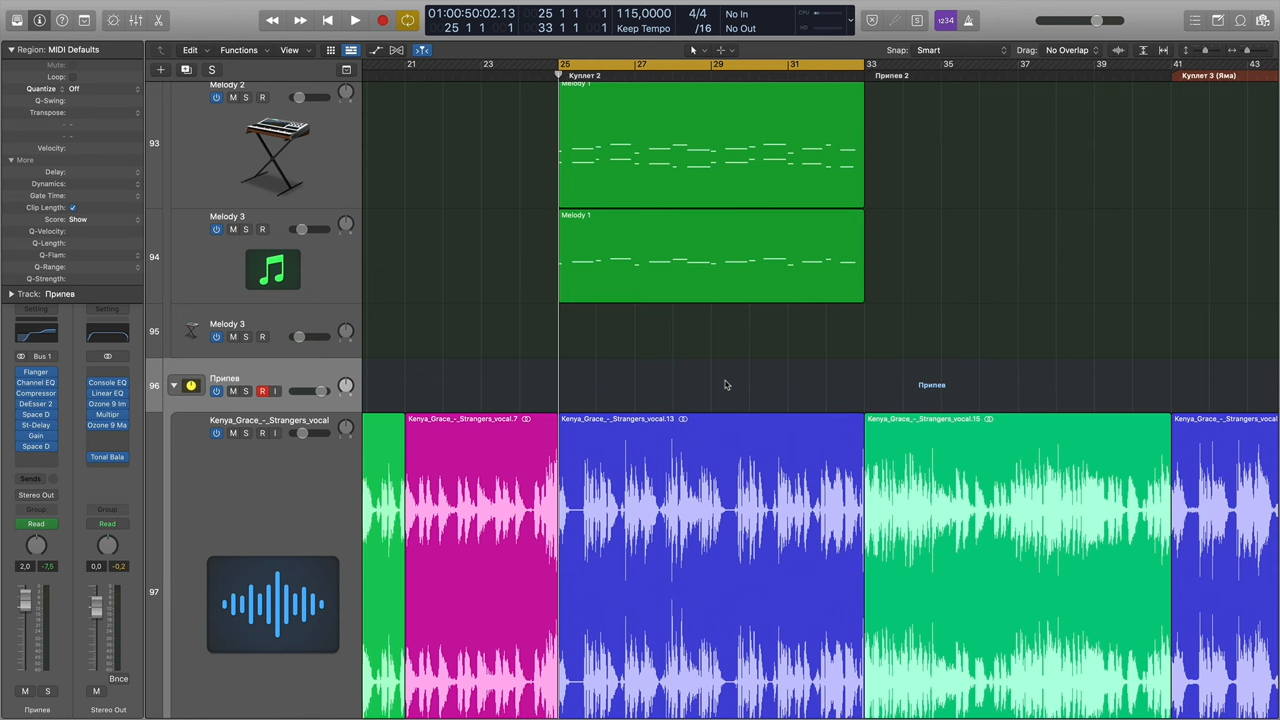 01:00:50:02.13 25 1 1 1 115,0000 4/4 No In CPU
25 1 1 1 33 1 1 1 Keep Tempo /16 No Out HD
S 1234
Region: MIDI Defaults
Edit Functions View Snap: Smart Drag: No Overlap
Mute:
Loop:
Quantize Off
Q-Swing:
Transpose:
Velocity:
More
Delay:
Dynamics:
Gate Time:
Clip Length:
Score: Show
Q-Velocity:
Q-Length:
Q-Flam:
Q-Range:
Q-Strength:
Track: Припев
S
21 23 25 27 29 31 33 35 37 39 41 43
Куплет 2 Припев 2 Куплет 3 (Яма)
93 Melody 2
M S R
Melody 1
94 Melody 3
M S R
Melody 1
95 Melody 3
M S R
96 Припев
M S R I
Припев
97 Kenya_Grace_-_Strangers_vocal
M S R I
Kenya_Grace_-_Strangers_vocal.7 Kenya_Grace_-_Strangers_vocal.13 Kenya_Grace_-_Strangers_vocal.15 Kenya_Grace_-_Strangers_vocal
Setting Setting
Bus 1
Flanger
Channel EQ Console EQ
Compressor Linear EQ
DeEsser 2 Ozone 9 Im
Space D Multipr
St-Delay Ozone 9 Ma
Gain
Space D
Tonal Bala
Sends
Stereo Out
Group Group
Read Read
2,0 -7,5 0,0 -0,2
Bnce
M S M
Припев Stereo Out